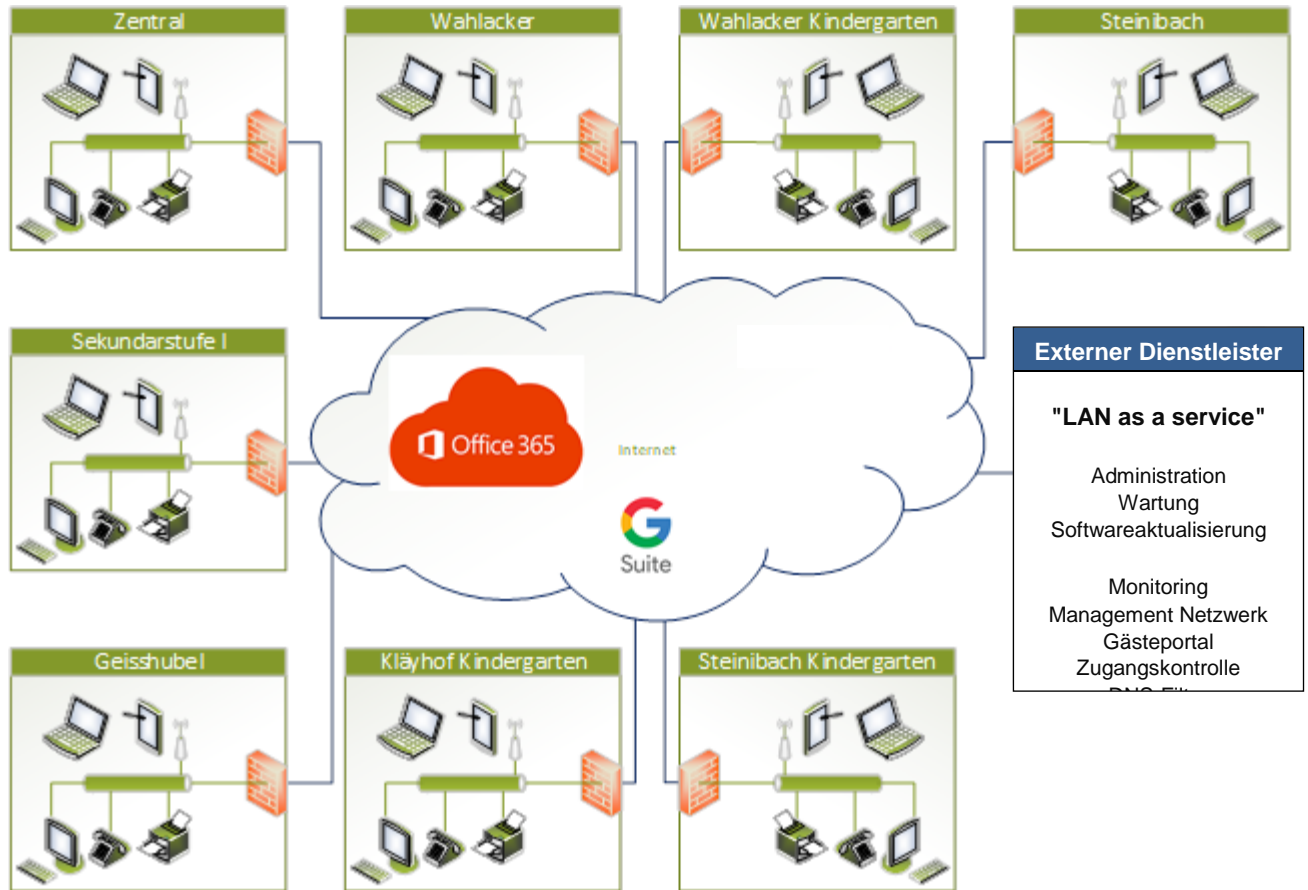 Zentral
Wahlacker
Wahlacker Kindergarten
Steinibach
Sekundarstufe I
Office 365
Internet
G
Suite
Externer Dienstleister
"LAN as a service"
Administration
Wartung
Softwareaktualisierung
Monitoring
Management Netzwerk
Gästeportal
Zugangskontrolle
Geisshubel
Kläyhof Kindergarten
Steinibach Kindergarten